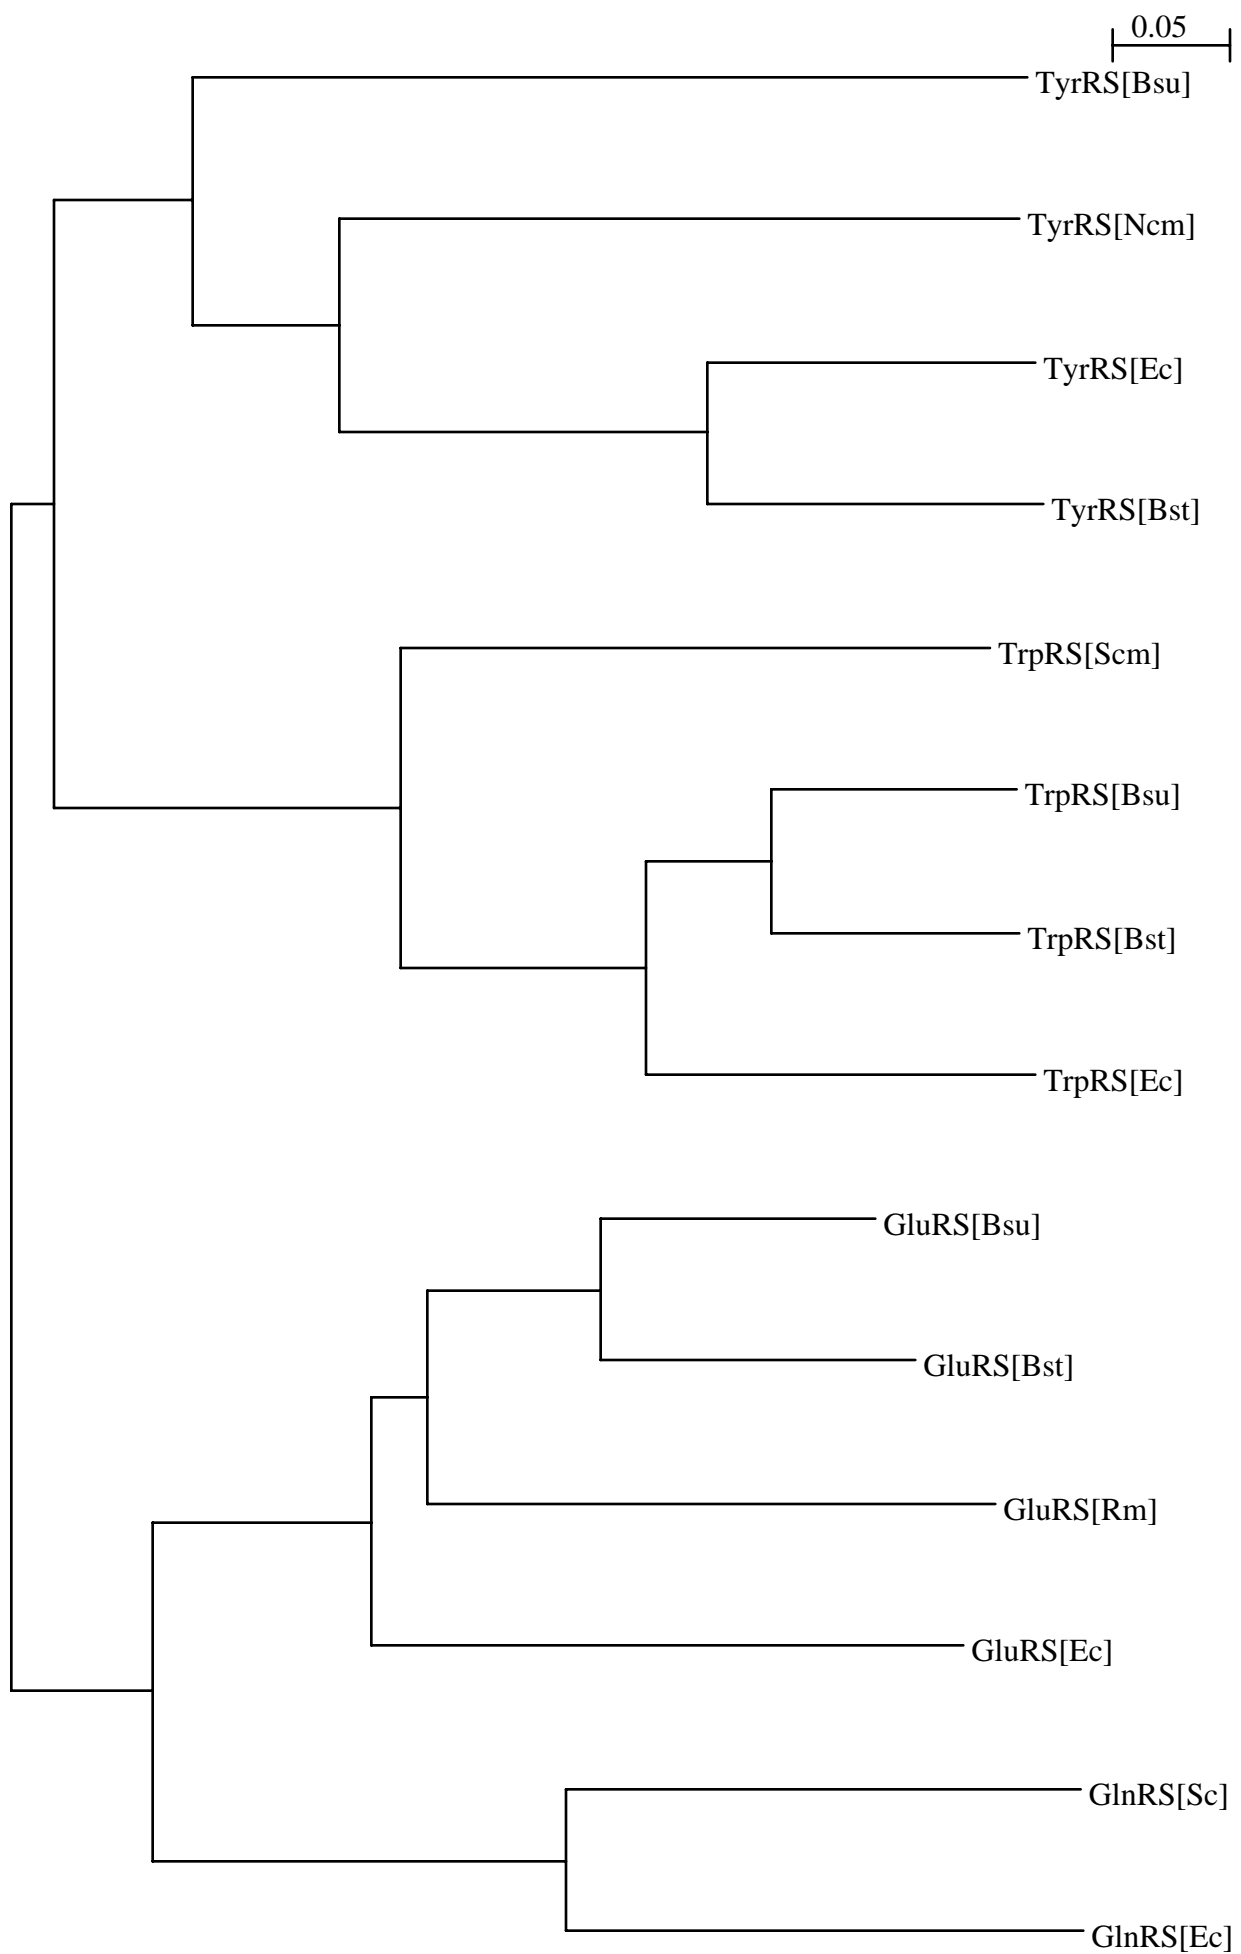 0.05
TyrRS[Bsu]
TyrRS[Ncm]
TyrRS[Ec]
TyrRS[Bst]
TrpRS[Scm]
TrpRS[Bsu]
TrpRS[Bst]
TrpRS[Ec]
GluRS[Bsu]
GluRS[Bst]
GluRS[Rm]
GluRS[Ec]
GlnRS[Sc]
GlnRS[Ec]